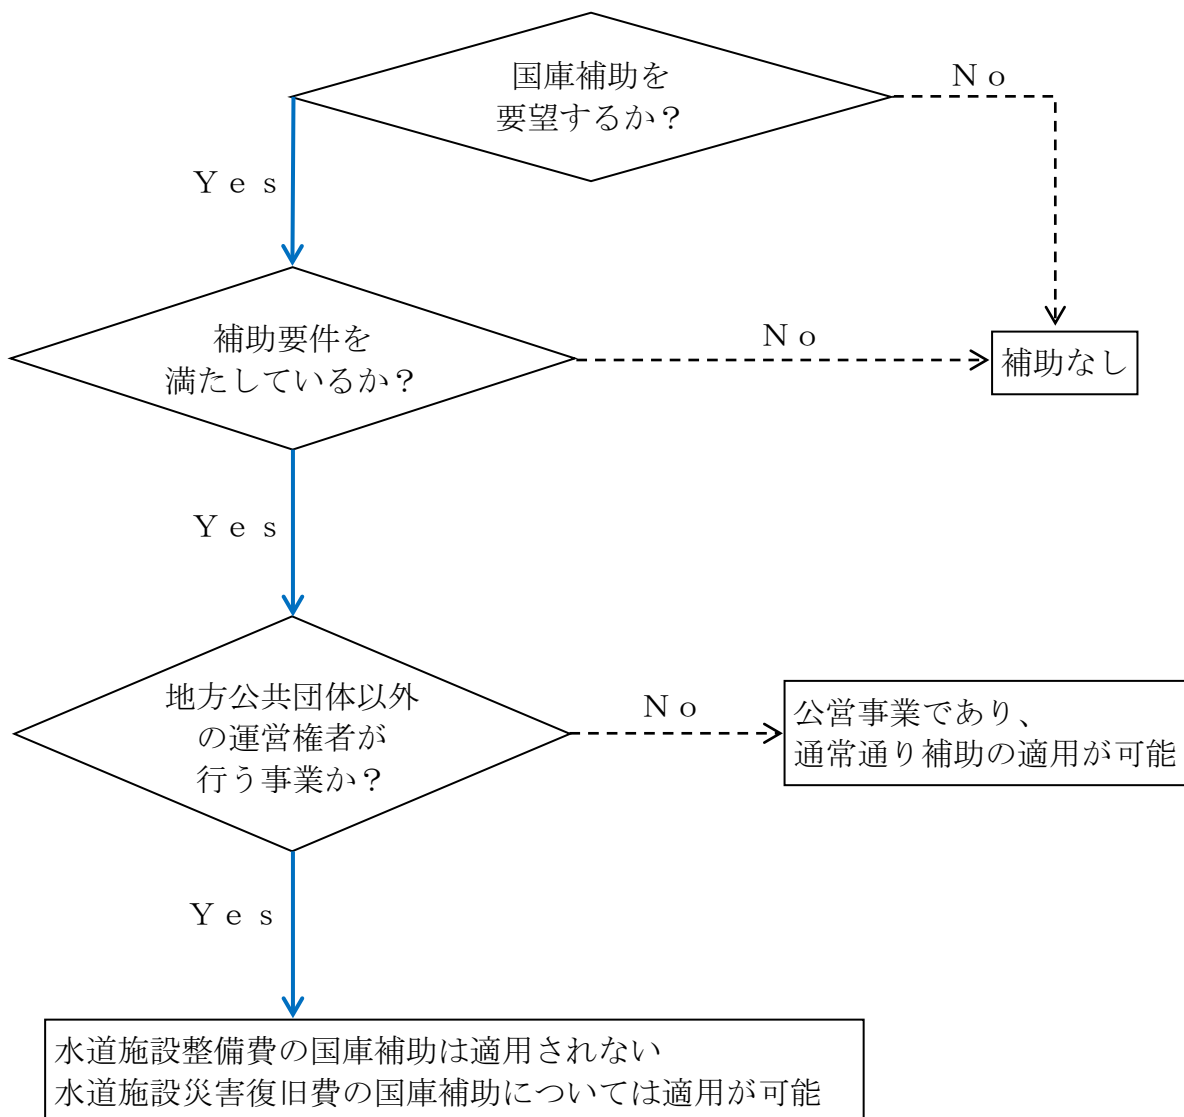 国庫補助を
要望するか？
Ｎｏ
Ｙｅｓ
補助要件を
満たしているか？
Ｎｏ
補助なし
Ｙｅｓ
地方公共団体以外
の運営権者が
行う事業か？
Ｎｏ
公営事業であり、
通常通り補助の適用が可能
Ｙｅｓ
水道施設整備費の国庫補助は適用されない
水道施設災害復旧費の国庫補助については適用が可能